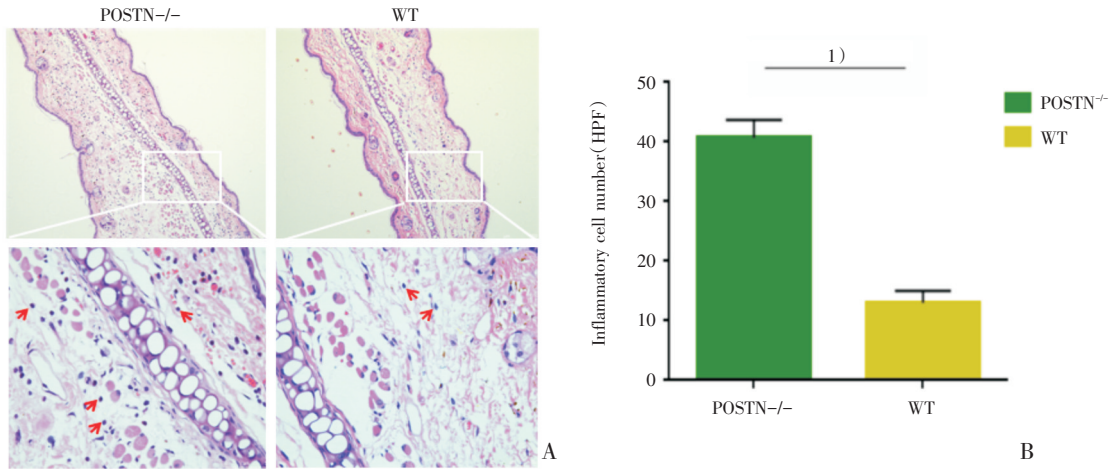 POSTN−/− WT
A
1）
Inflammatory cell number（HPF）
50
40
30
20
10
0
POSTN−/− WT
POSTN⁻/⁻
WT
B